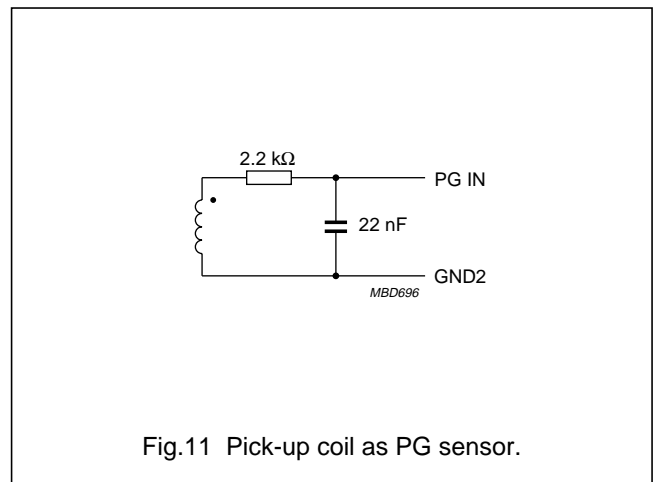 2.2 kΩ
PG IN
22 nF
GND2
MBD696
Fig.11 Pick-up coil as PG sensor.